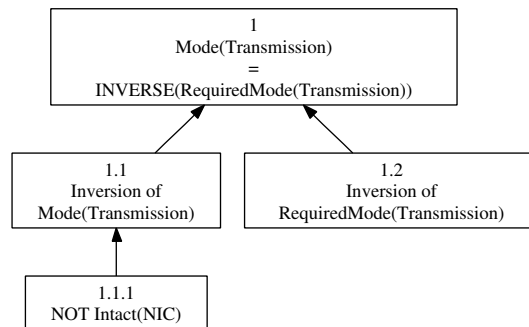 1
Mode(Transmission)
=
INVERSE(RequiredMode(Transmission))
1.1
Inversion of
Mode(Transmission)
1.2
Inversion of
RequiredMode(Transmission)
1.1.1
NOT Intact(NIC)